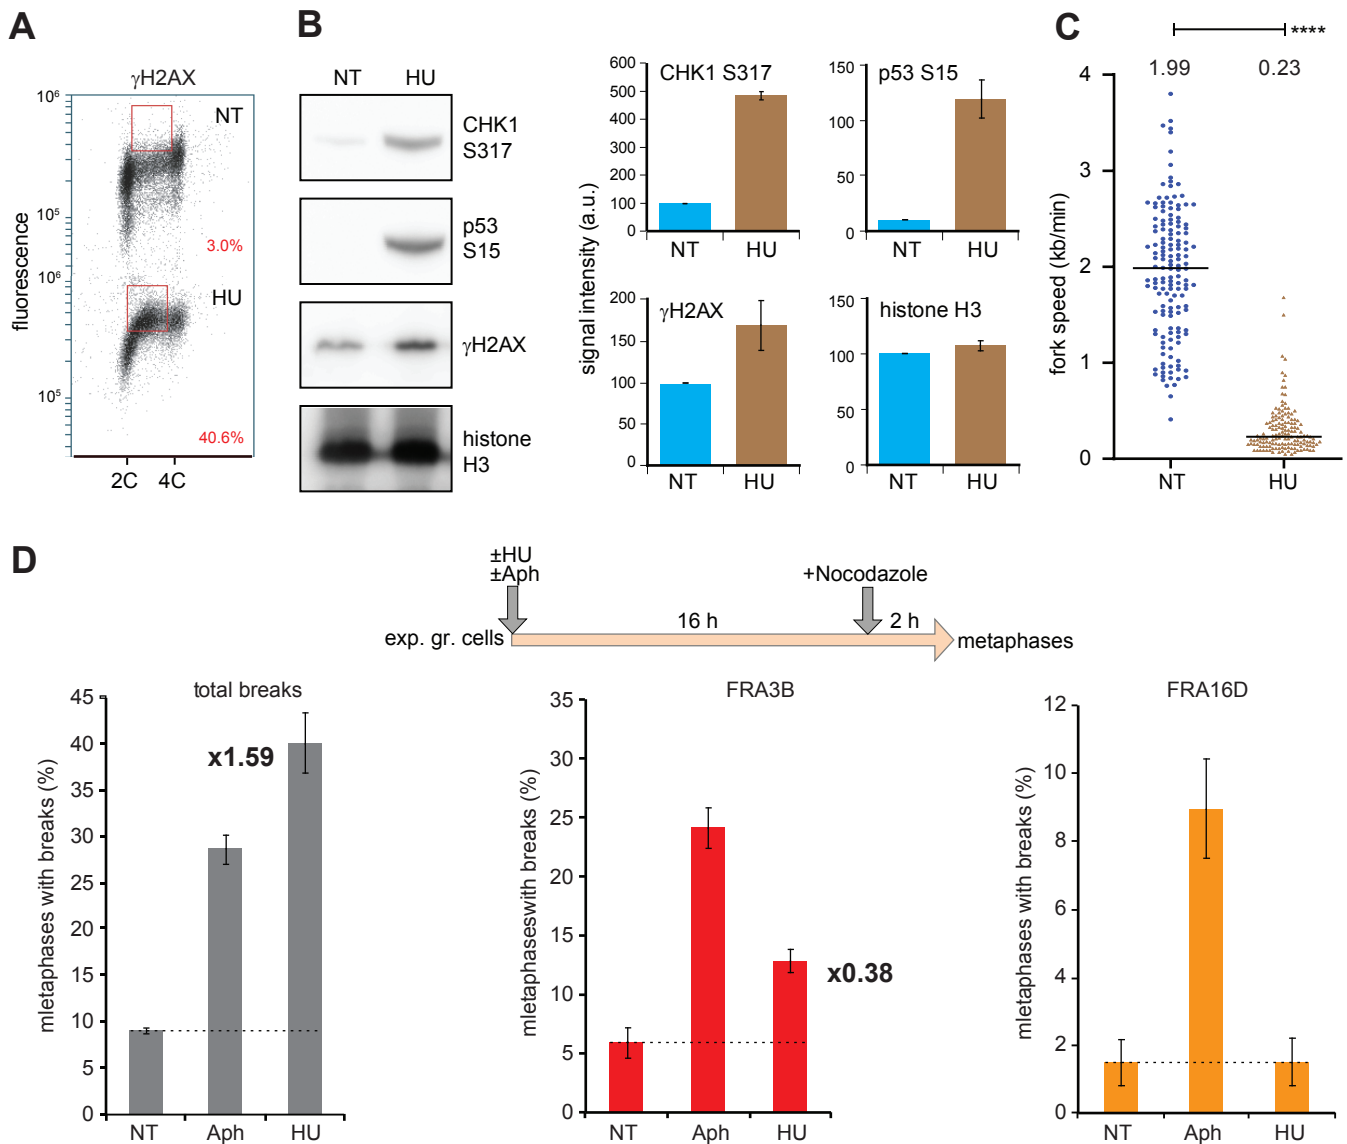 A
γH2AX
10⁶
NT
10⁵
3.0%
10⁶
HU
10⁵
40.6%
2C 4C
fluorescence
B
NT HU
CHK1
S317
p53
S15
γH2AX
histone
H3
signal intensity (a.u.)
CHK1 S317
600
500
400
300
200
100
0
NT HU
p53 S15
150
100
50
0
NT HU
γH2AX
200
150
100
50
0
NT HU
histone H3
150
100
50
0
NT HU
C
****
1.99 0.23
fork speed (kb/min)
4
3
2
1
0
NT HU
D
±HU
±Aph
+Nocodazole
16 h
2 h
exp. gr. cells
metaphases
total breaks
mletaphases with breaks (%)
45
40
35
30
25
20
15
10
5
0
x1.59
NT Aph HU
FRA3B
mletaphaseswith breaks (%)
35
30
25
20
15
10
5
0
x0.38
NT Aph HU
FRA16D
mletaphases with breaks (%)
12
10
8
6
4
2
0
NT Aph HU